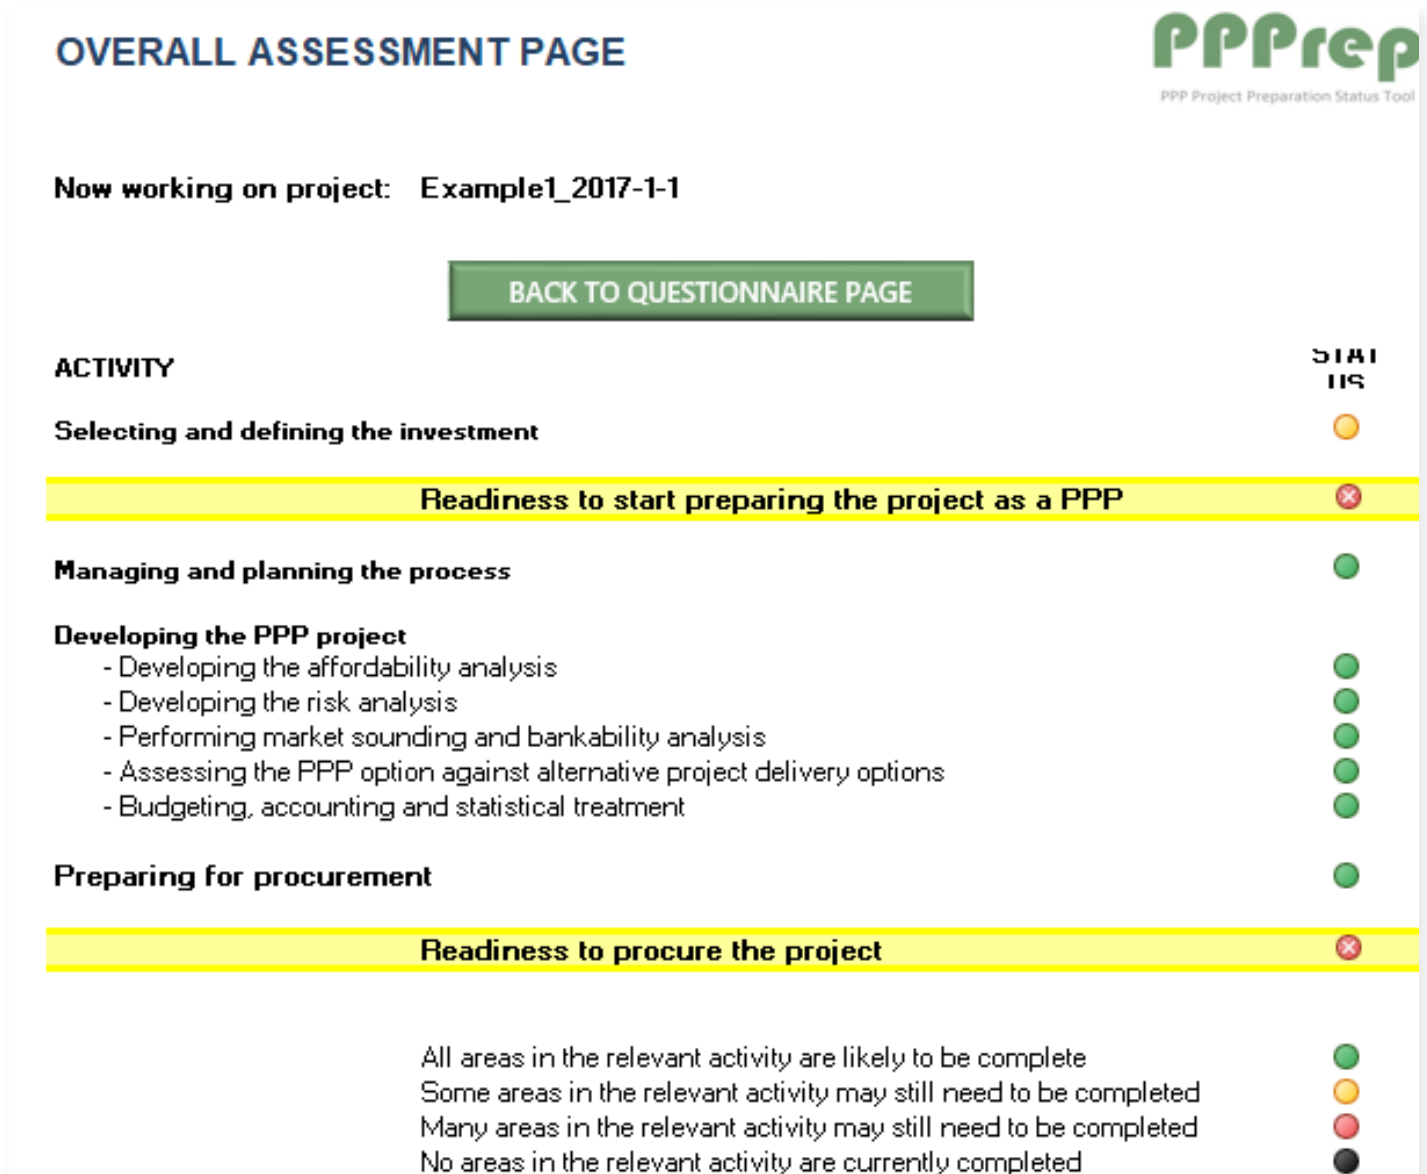 OVERALL ASSESSMENT PAGE
PPPrep
PPP Project Preparation Status Tool
Now working on project: Example1_2017-1-1
BACK TO QUESTIONNAIRE PAGE
ACTIVITY
STAT
US
Selecting and defining the investment
Readiness to start preparing the project as a PPP
Managing and planning the process
Developing the PPP project
- Developing the affordability analysis
- Developing the risk analysis
- Performing market sounding and bankability analysis
- Assessing the PPP option against alternative project delivery options
- Budgeting, accounting and statistical treatment
Preparing for procurement
Readiness to procure the project
All areas in the relevant activity are likely to be complete
Some areas in the relevant activity may still need to be completed
Many areas in the relevant activity may still need to be completed
No areas in the relevant activity are currently completed